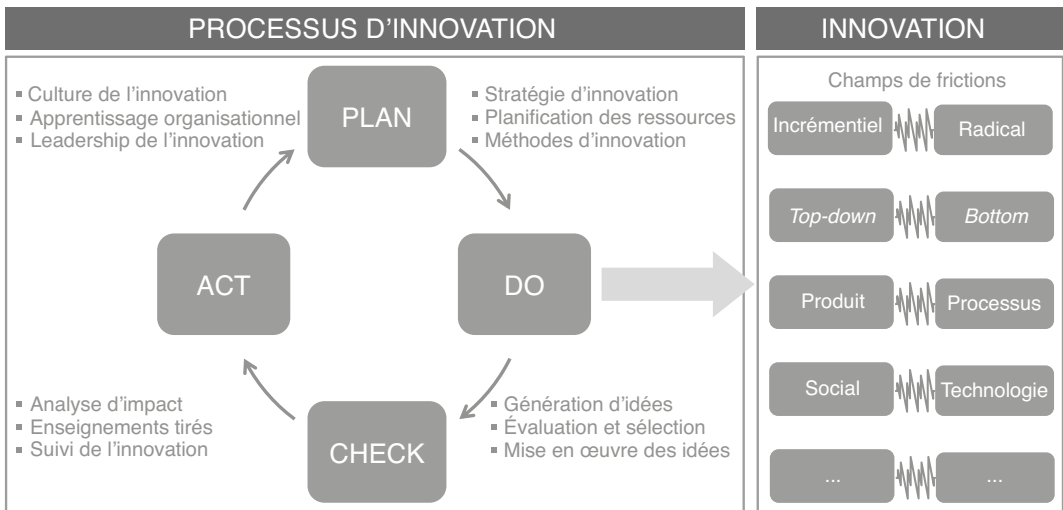 PROCESSUS D'INNOVATION
▪ Culture de l'innovation
▪ Apprentissage organisationnel
▪ Leadership de l'innovation
PLAN
▪ Stratégie d'innovation
▪ Planification des ressources
▪ Méthodes d'innovation
ACT
DO
▪ Analyse d'impact
▪ Enseignements tirés
▪ Suivi de l'innovation
CHECK
▪ Génération d'idées
▪ Évaluation et sélection
▪ Mise en œuvre des idées
INNOVATION
Champs de frictions
Incrémentiel Radical
Top-down Bottom
Produit Processus
Social Technologie
... ...